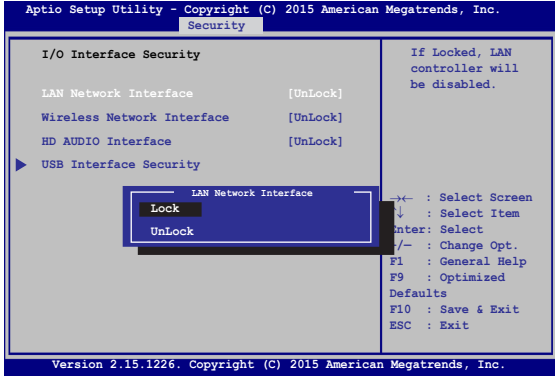 Aptio Setup Utility - Copyright (C) 2015 American Megatrends, Inc.
Security
I/O Interface Security
LAN Network Interface [UnLock]
Wireless Network Interface [UnLock]
HD AUDIO Interface [UnLock]
USB Interface Security
If Locked, LAN
controller will
be disabled.
LAN Network Interface
Lock
UnLock
→← : Select Screen
↓ : Select Item
Enter: Select
/− : Change Opt.
F1 : General Help
F9 : Optimized
Defaults
F10 : Save & Exit
ESC : Exit
Version 2.15.1226. Copyright (C) 2015 American Megatrends, Inc.